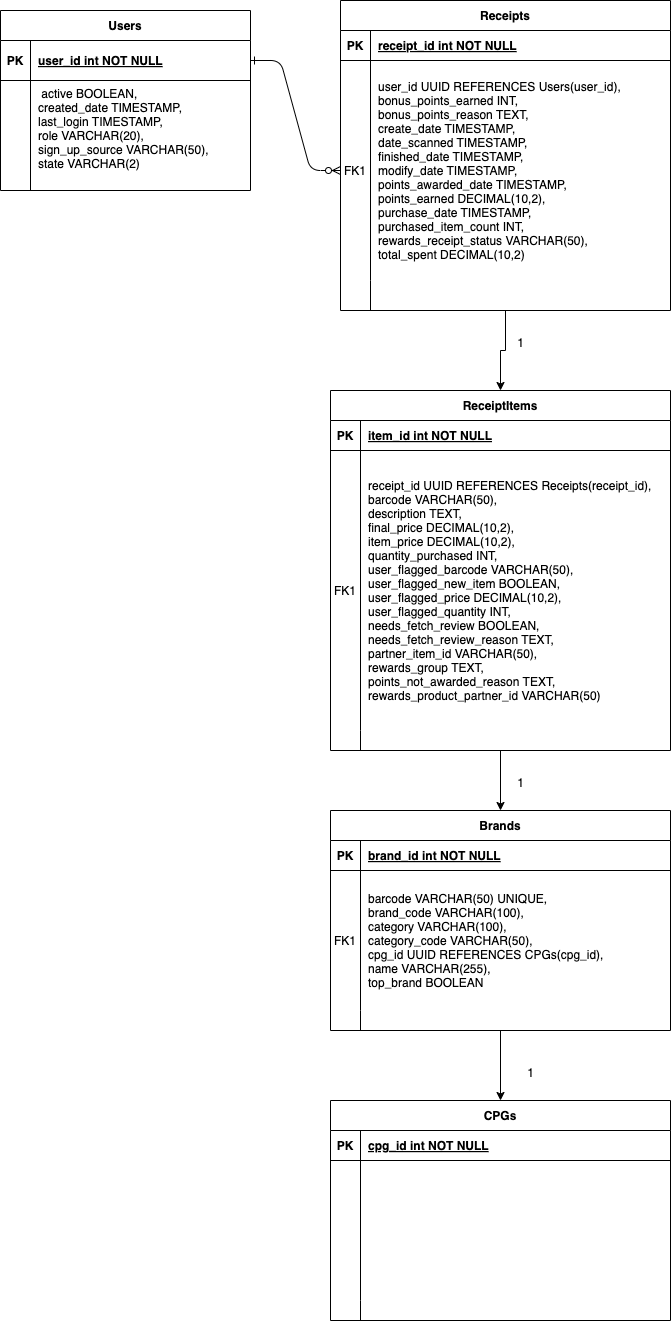 Users
PK
user_id int NOT NULL
active BOOLEAN,
created_date TIMESTAMP,
last_login TIMESTAMP,
role VARCHAR(20),
sign_up_source VARCHAR(50),
state VARCHAR(2)
Receipts
PK
receipt_id int NOT NULL
FK1
user_id UUID REFERENCES Users(user_id),
bonus_points_earned INT,
bonus_points_reason TEXT,
create_date TIMESTAMP,
date_scanned TIMESTAMP,
finished_date TIMESTAMP,
modify_date TIMESTAMP,
points_awarded_date TIMESTAMP,
points_earned DECIMAL(10,2),
purchase_date TIMESTAMP,
purchased_item_count INT,
rewards_receipt_status VARCHAR(50),
total_spent DECIMAL(10,2)
1
ReceiptItems
PK
item_id int NOT NULL
FK1
receipt_id UUID REFERENCES Receipts(receipt_id),
barcode VARCHAR(50),
description TEXT,
final_price DECIMAL(10,2),
item_price DECIMAL(10,2),
quantity_purchased INT,
user_flagged_barcode VARCHAR(50),
user_flagged_new_item BOOLEAN,
user_flagged_price DECIMAL(10,2),
user_flagged_quantity INT,
needs_fetch_review BOOLEAN,
needs_fetch_review_reason TEXT,
partner_item_id VARCHAR(50),
rewards_group TEXT,
points_not_awarded_reason TEXT,
rewards_product_partner_id VARCHAR(50)
1
Brands
PK
brand_id int NOT NULL
FK1
barcode VARCHAR(50) UNIQUE,
brand_code VARCHAR(100),
category VARCHAR(100),
category_code VARCHAR(50),
cpg_id UUID REFERENCES CPGs(cpg_id),
name VARCHAR(255),
top_brand BOOLEAN
1
CPGs
PK
cpg_id int NOT NULL